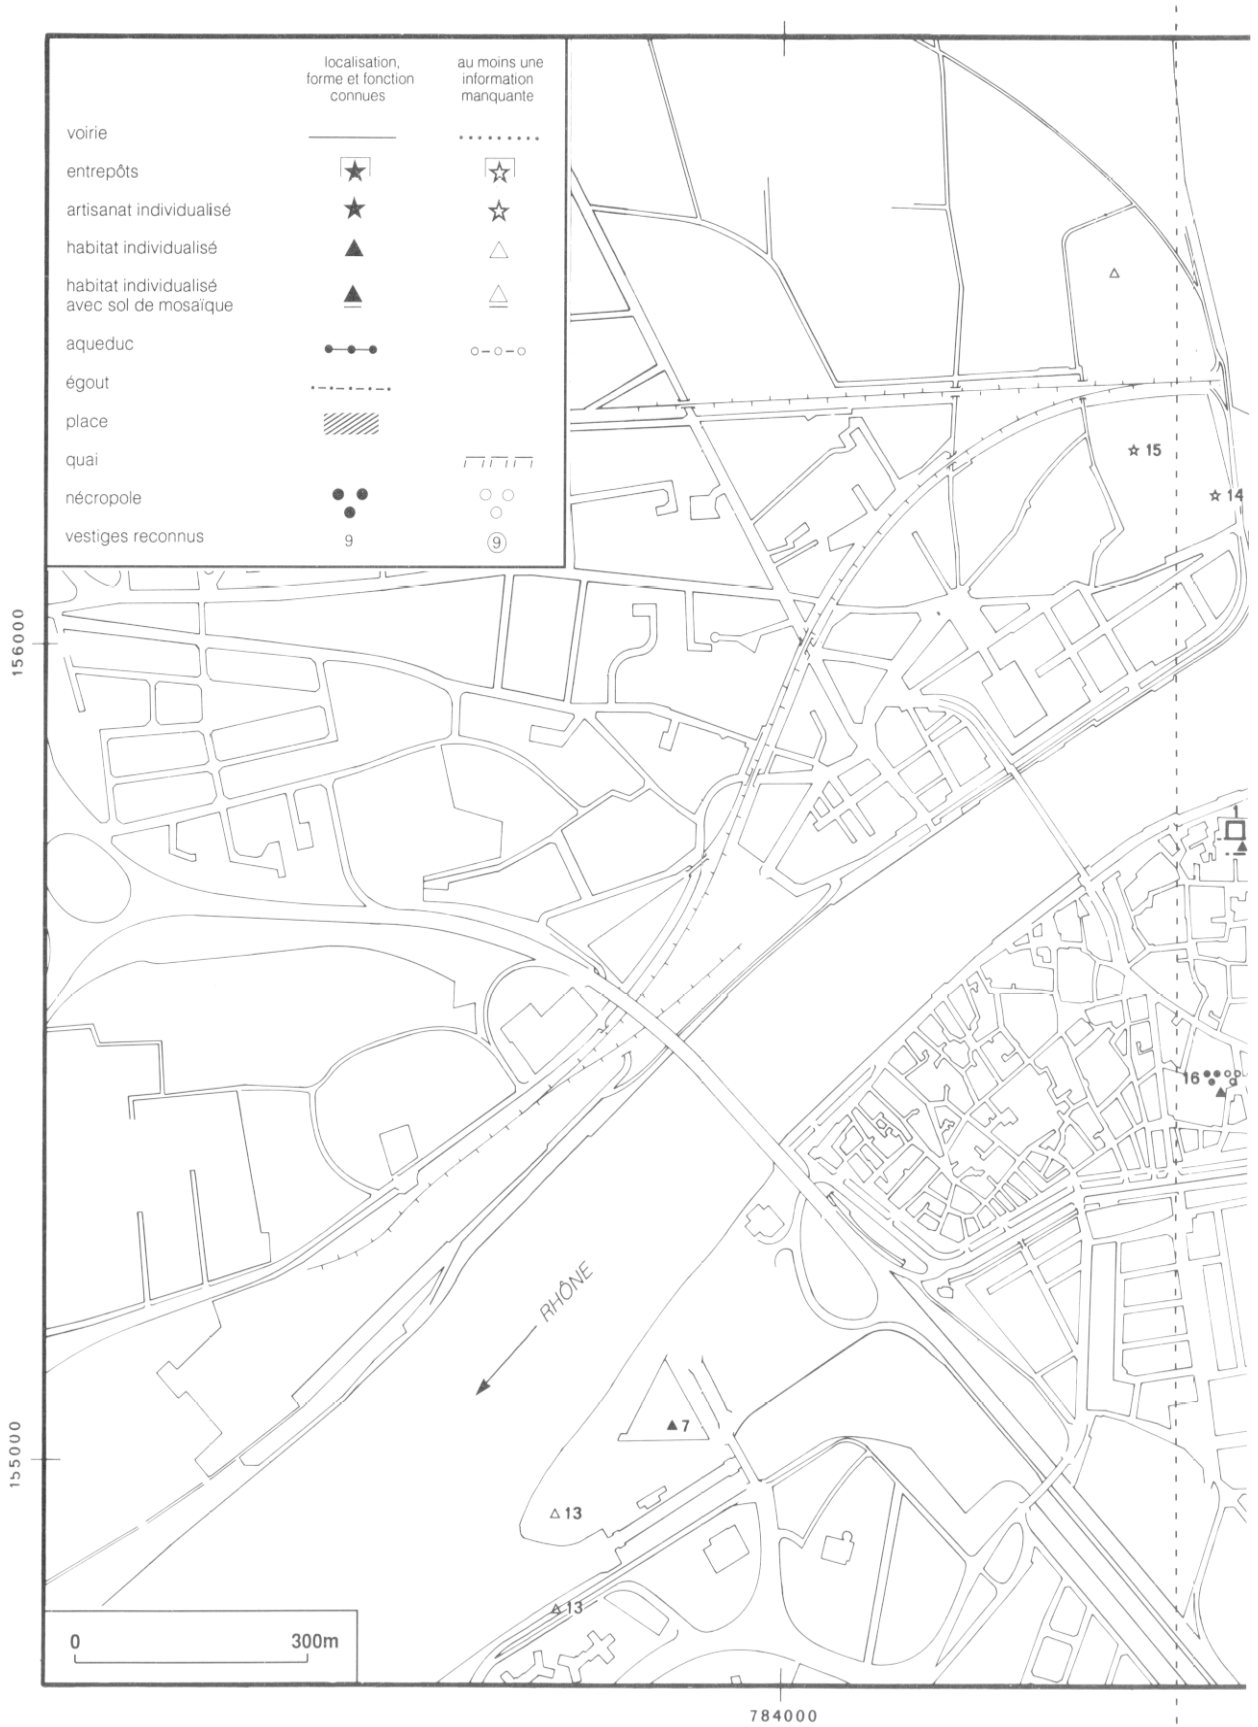 localisation, forme et fonction connues
au moins une information manquante
voirie
entrepôts
artisanat individualisé
habitat individualisé
habitat individualisé
avec sol de mosaïque
aqueduc
égout
place
quai
nécropole
vestiges reconnus 9 9
15
14
156000
1
16
RHÔNE
7
155000
13
13
0 300m
784000